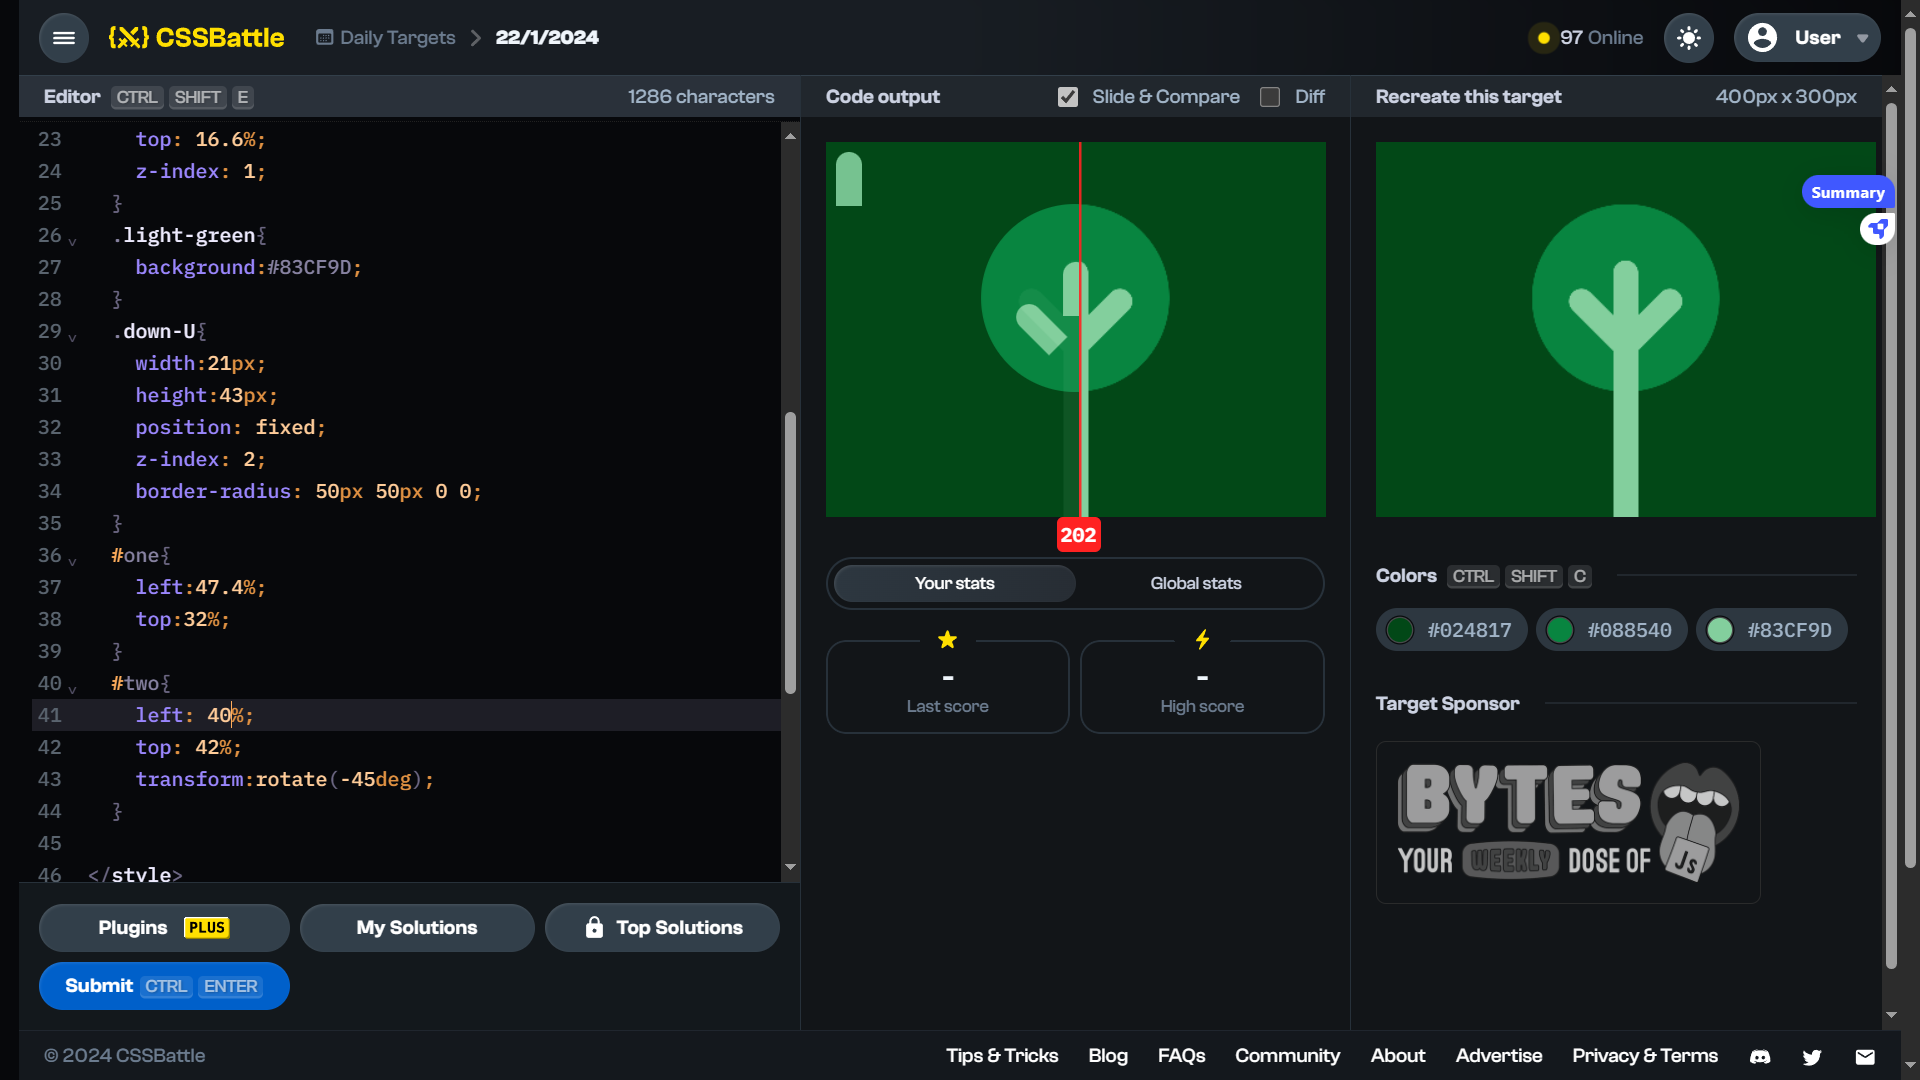 CSSBattle
Daily Targets
22/1/2024
97 Online
User
Editor CTRL SHIFT E
1286 characters
23 top: 16.6%;
24 z-index: 1;
25 }
26 .light-green{
27 background:#83CF9D;
28 }
29 .down-U{
30 width:21px;
31 height:43px;
32 position: fixed;
33 z-index: 2;
34 border-radius: 50px 50px 0 0;
35 }
36 #one{
37 left:47.4%;
38 top:32%;
39 }
40 #two{
41 left: 40%;
42 top: 42%;
43 transform:rotate(-45deg);
44 }
45
46 </style>
Plugins PLUS
My Solutions
Top Solutions
Submit CTRL ENTER
Code output
Slide & Compare
Diff
202
Your stats
Global stats
-
Last score
-
High score
Recreate this target
400px x 300px
Summary
Colors CTRL SHIFT C
#024817
#088540
#83CF9D
Target Sponsor
BYTES
YOUR WEEKLY DOSE OF JS
© 2024 CSSBattle
Tips & Tricks
Blog
FAQs
Community
About
Advertise
Privacy & Terms